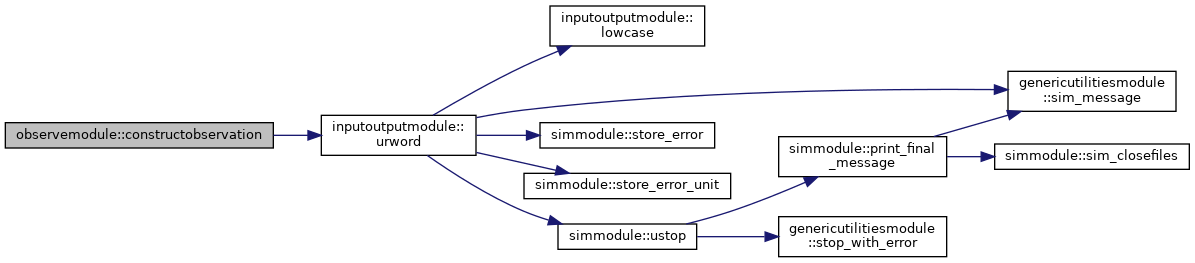 observemodule::constructobservation
inputoutputmodule::
urword
inputoutputmodule::
lowcase
genericutilitiesmodule
::sim_message
simmodule::store_error
simmodule::store_error_unit
simmodule::ustop
simmodule::print_final
_message
genericutilitiesmodule
::stop_with_error
simmodule::sim_closefiles